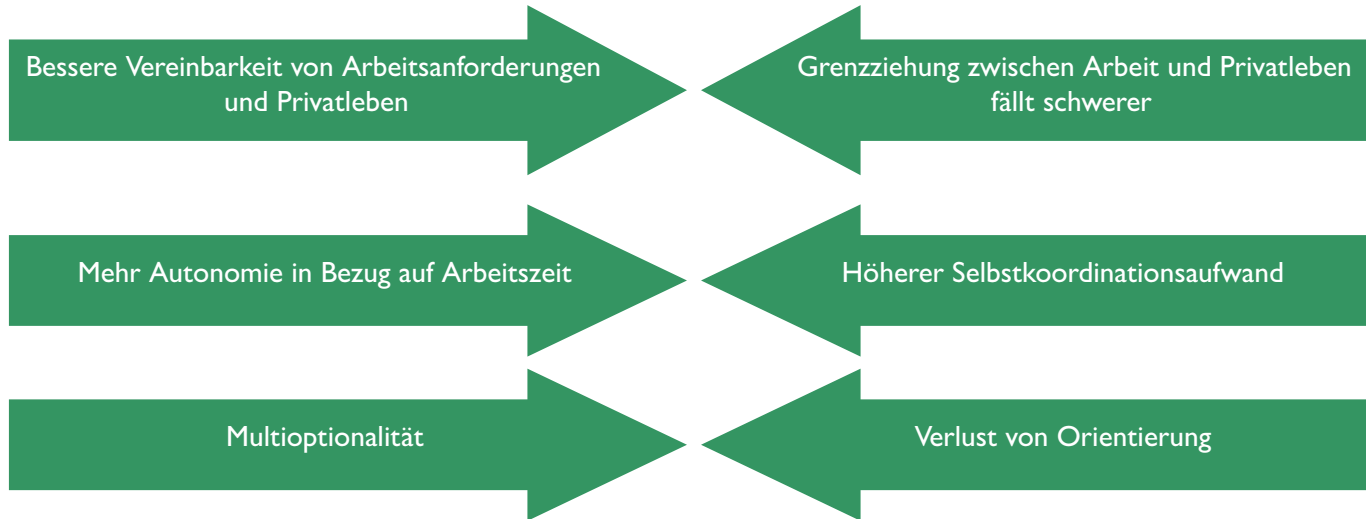 Bessere Vereinbarkeit von Arbeitsanforderungen
und Privatleben
Grenzziehung zwischen Arbeit und Privatleben
fällt schwerer
Mehr Autonomie in Bezug auf Arbeitszeit
Höherer Selbstkoordinationsaufwand
Multioptionalität
Verlust von Orientierung